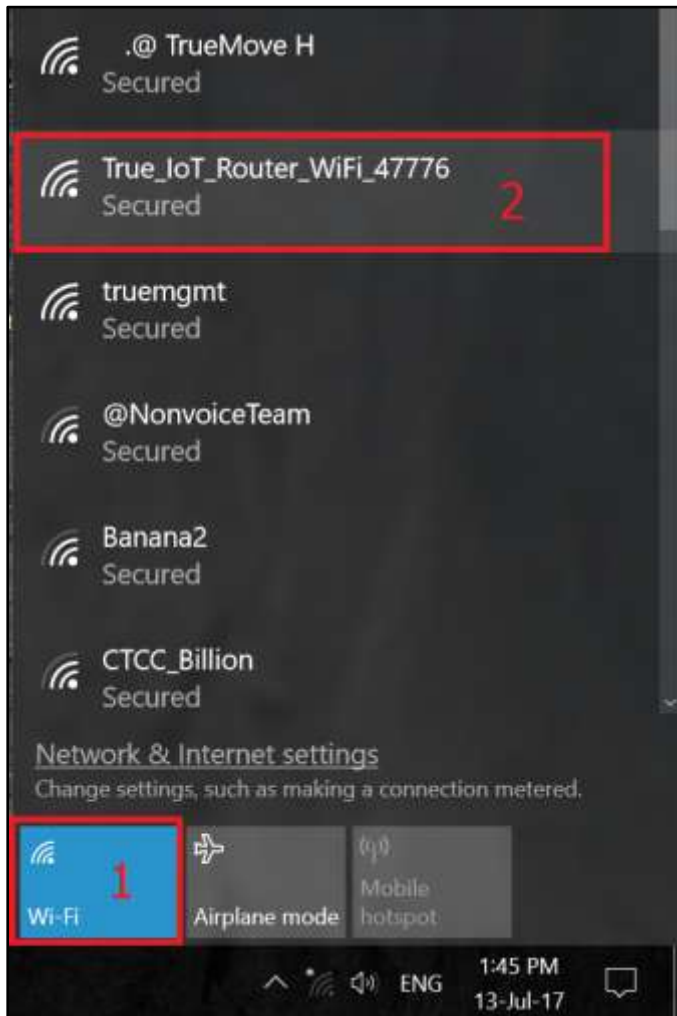 .@ TrueMove H
Secured
True_IoT_Router_WiFi_47776
Secured
2
truemgmt
Secured
@NonvoiceTeam
Secured
Banana2
Secured
CTCC_Billion
Secured
Network & Internet settings
Change settings, such as making a connection metered.
1
Wi-Fi
Airplane mode
Mobile
hotspot
ENG
1:45 PM
13-Jul-17